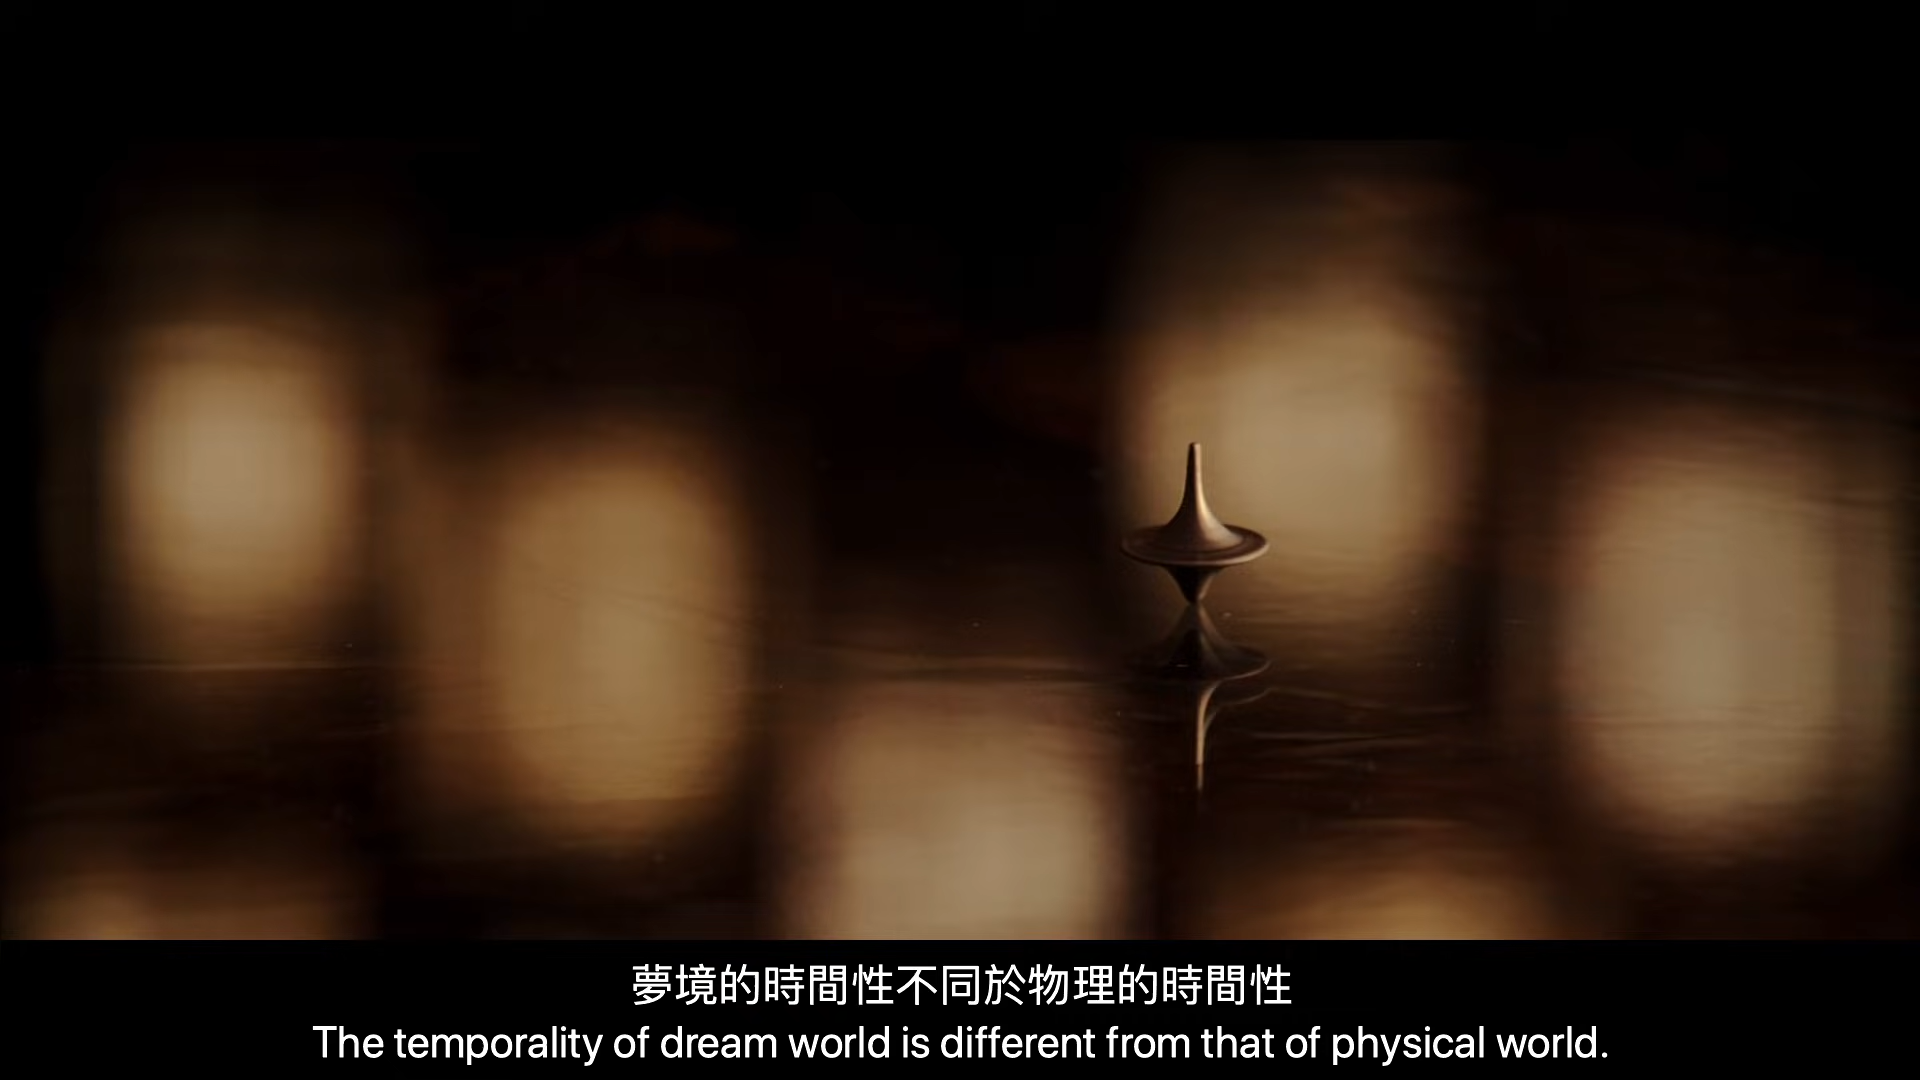 夢境的時間性不同於物理的時間性
The temporality of dream world is different from that of physical world.